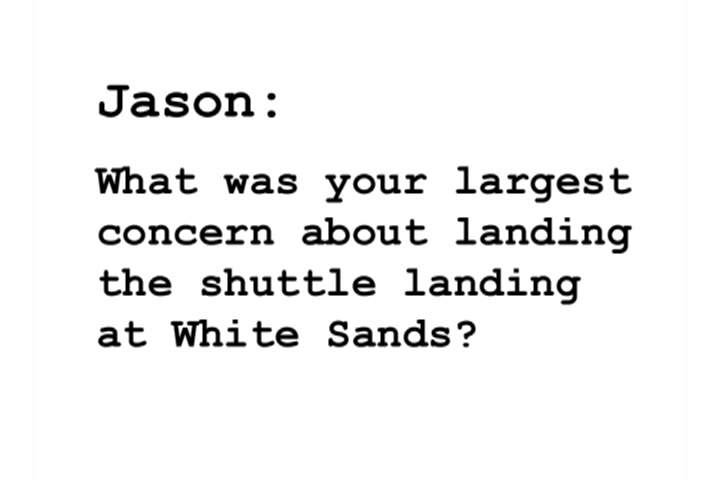 Jason:
What was your largest
concern about landing
the shuttle landing
at White Sands?